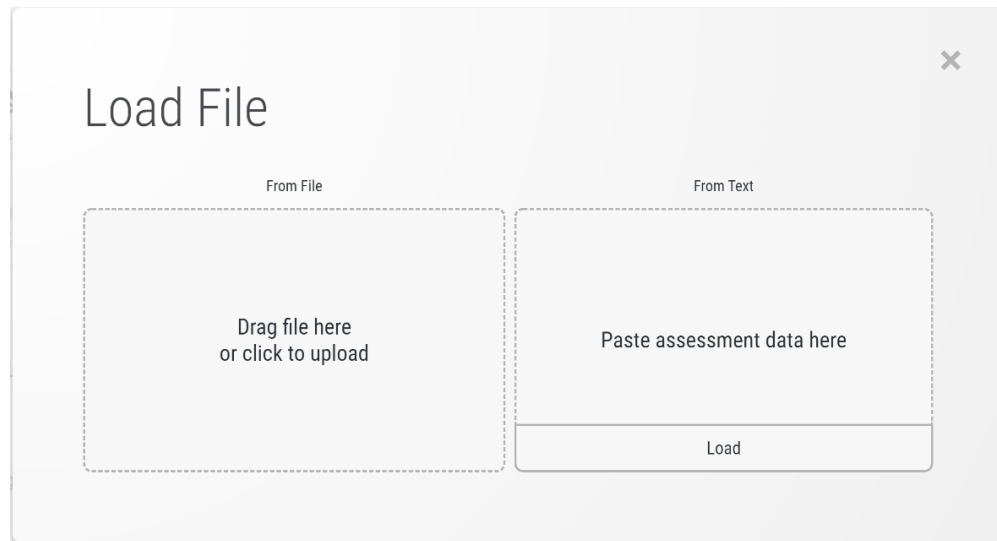 Load File
From File
From Text
Drag file here
or click to upload
Paste assessment data here
Load